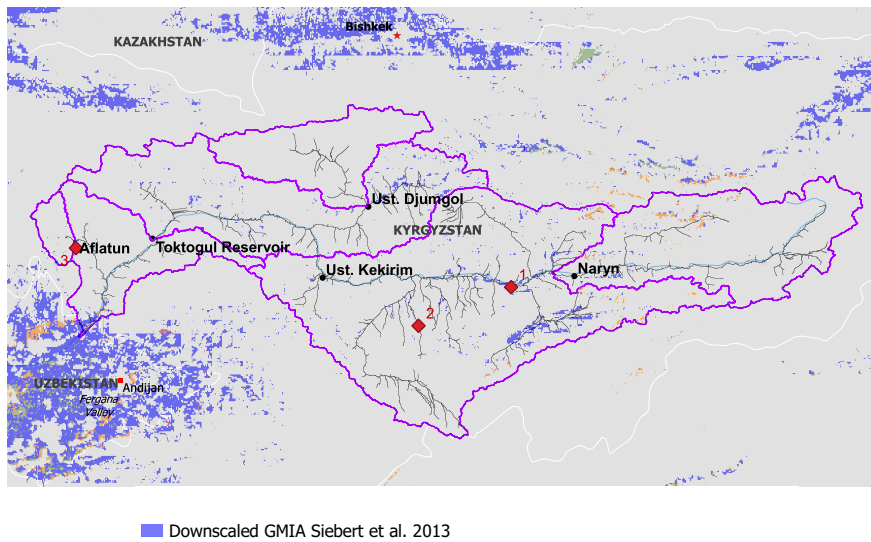 Bishkek
KAZAKHSTAN
Ust. Djumgol
KYRGYZSTAN
Aflatun
Toktogul Reservoir
3
Ust. Kekirim
1
Naryn
2
UZBEKISTAN
Andijan
Fergana
Valley
Downscaled GMIA Siebert et al. 2013